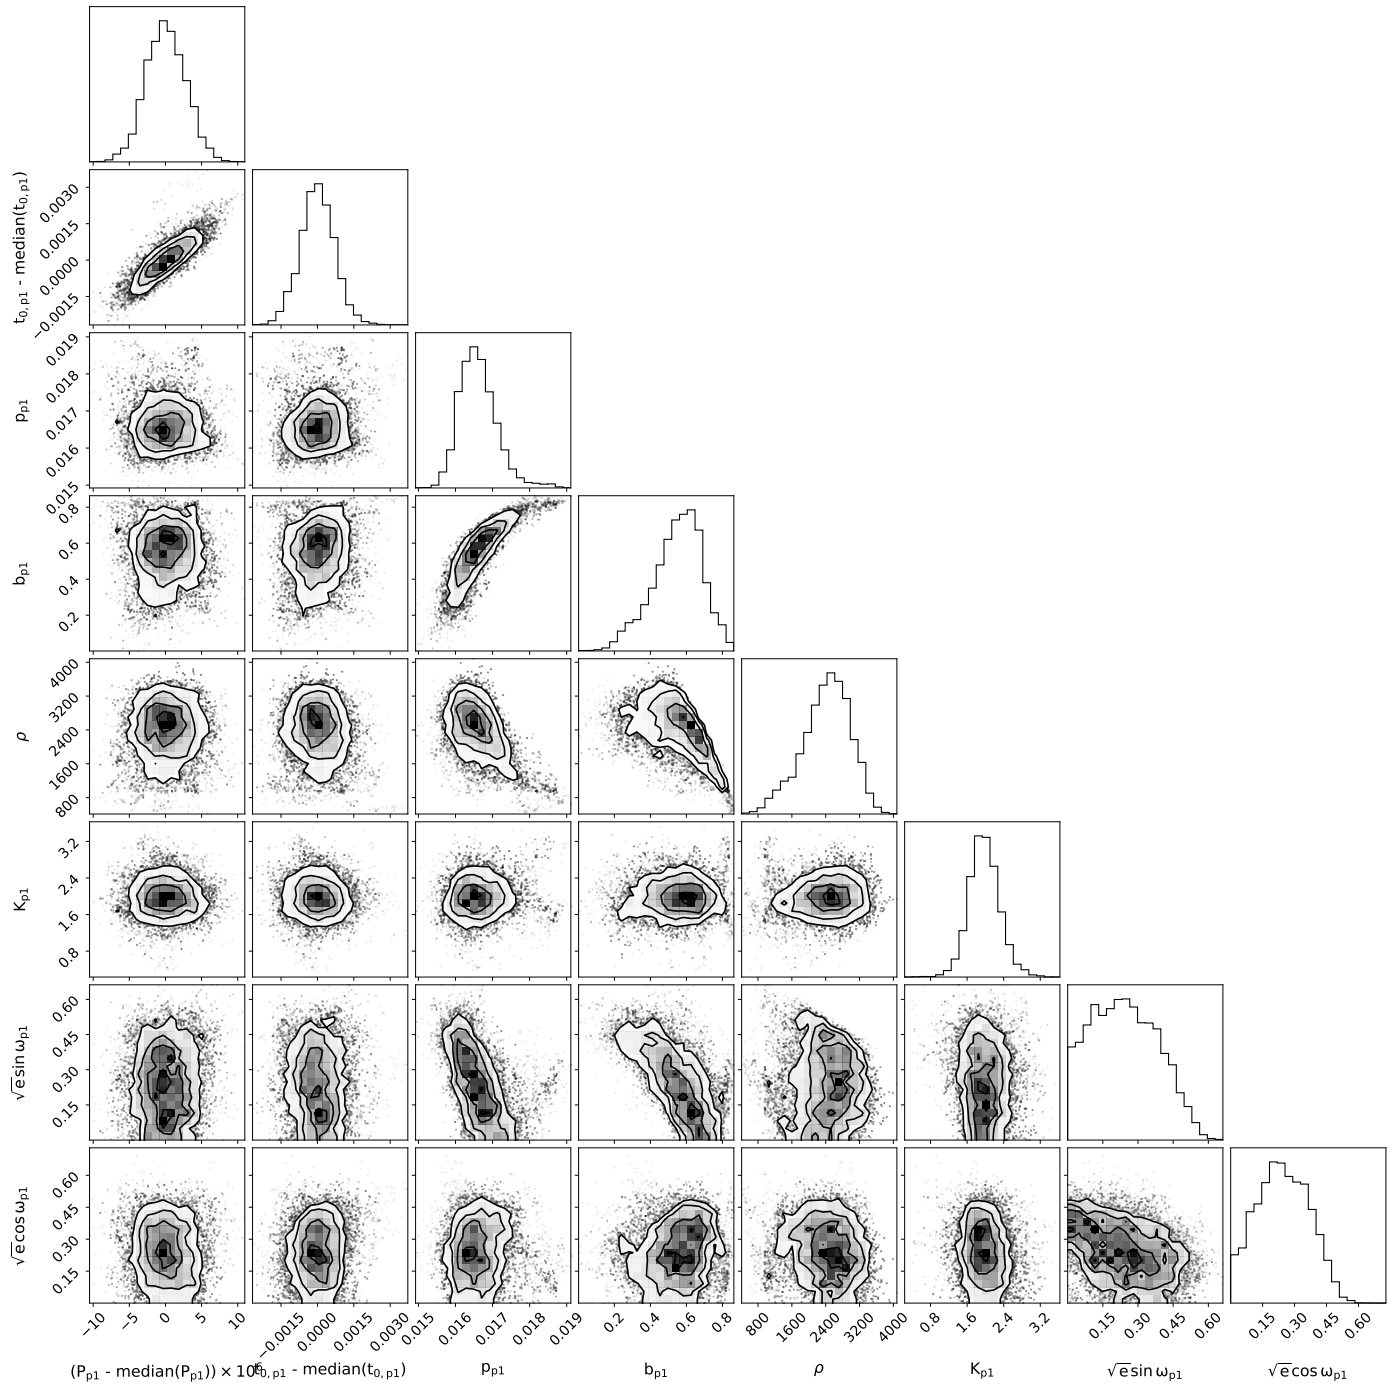 t0,p1 - median(t0,p1)
0.0030
0.0015
0.0000
−0.0015
pp1
0.019
0.018
0.017
0.016
0.015
bp1
0.8
0.6
0.4
0.2
ρ
4000
3200
2400
1600
800
Kp1
3.2
2.4
1.6
0.8
√e sin ωp1
0.60
0.45
0.30
0.15
√e cos ωp1
0.60
0.45
0.30
0.15
−10 −5 0 5 10
−0.0015 0.0000 0.0015 0.0030
0.015 0.016 0.017 0.018 0.019
0.2 0.4 0.6 0.8
800 1600 2400 3200 4000
0.8 1.6 2.4 3.2
0.15 0.30 0.45 0.60
0.15 0.30 0.45 0.60
(Pp1 - median(Pp1)) × 10⁶
t0,p1 - median(t0,p1)
pp1
bp1
ρ
Kp1
√e sin ωp1
√e cos ωp1